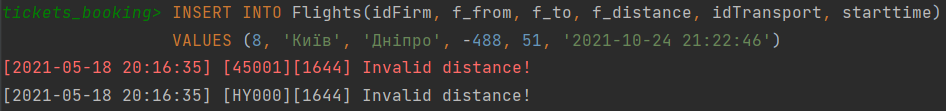 tickets_booking> INSERT INTO Flights(idFirm, f_from, f_to, f_distance, idTransport, starttime)
VALUES (8, 'Київ', 'Дніпро', -488, 51, '2021-10-24 21:22:46')
[2021-05-18 20:16:35] [45001][1644] Invalid distance!
[2021-05-18 20:16:35] [HY000][1644] Invalid distance!